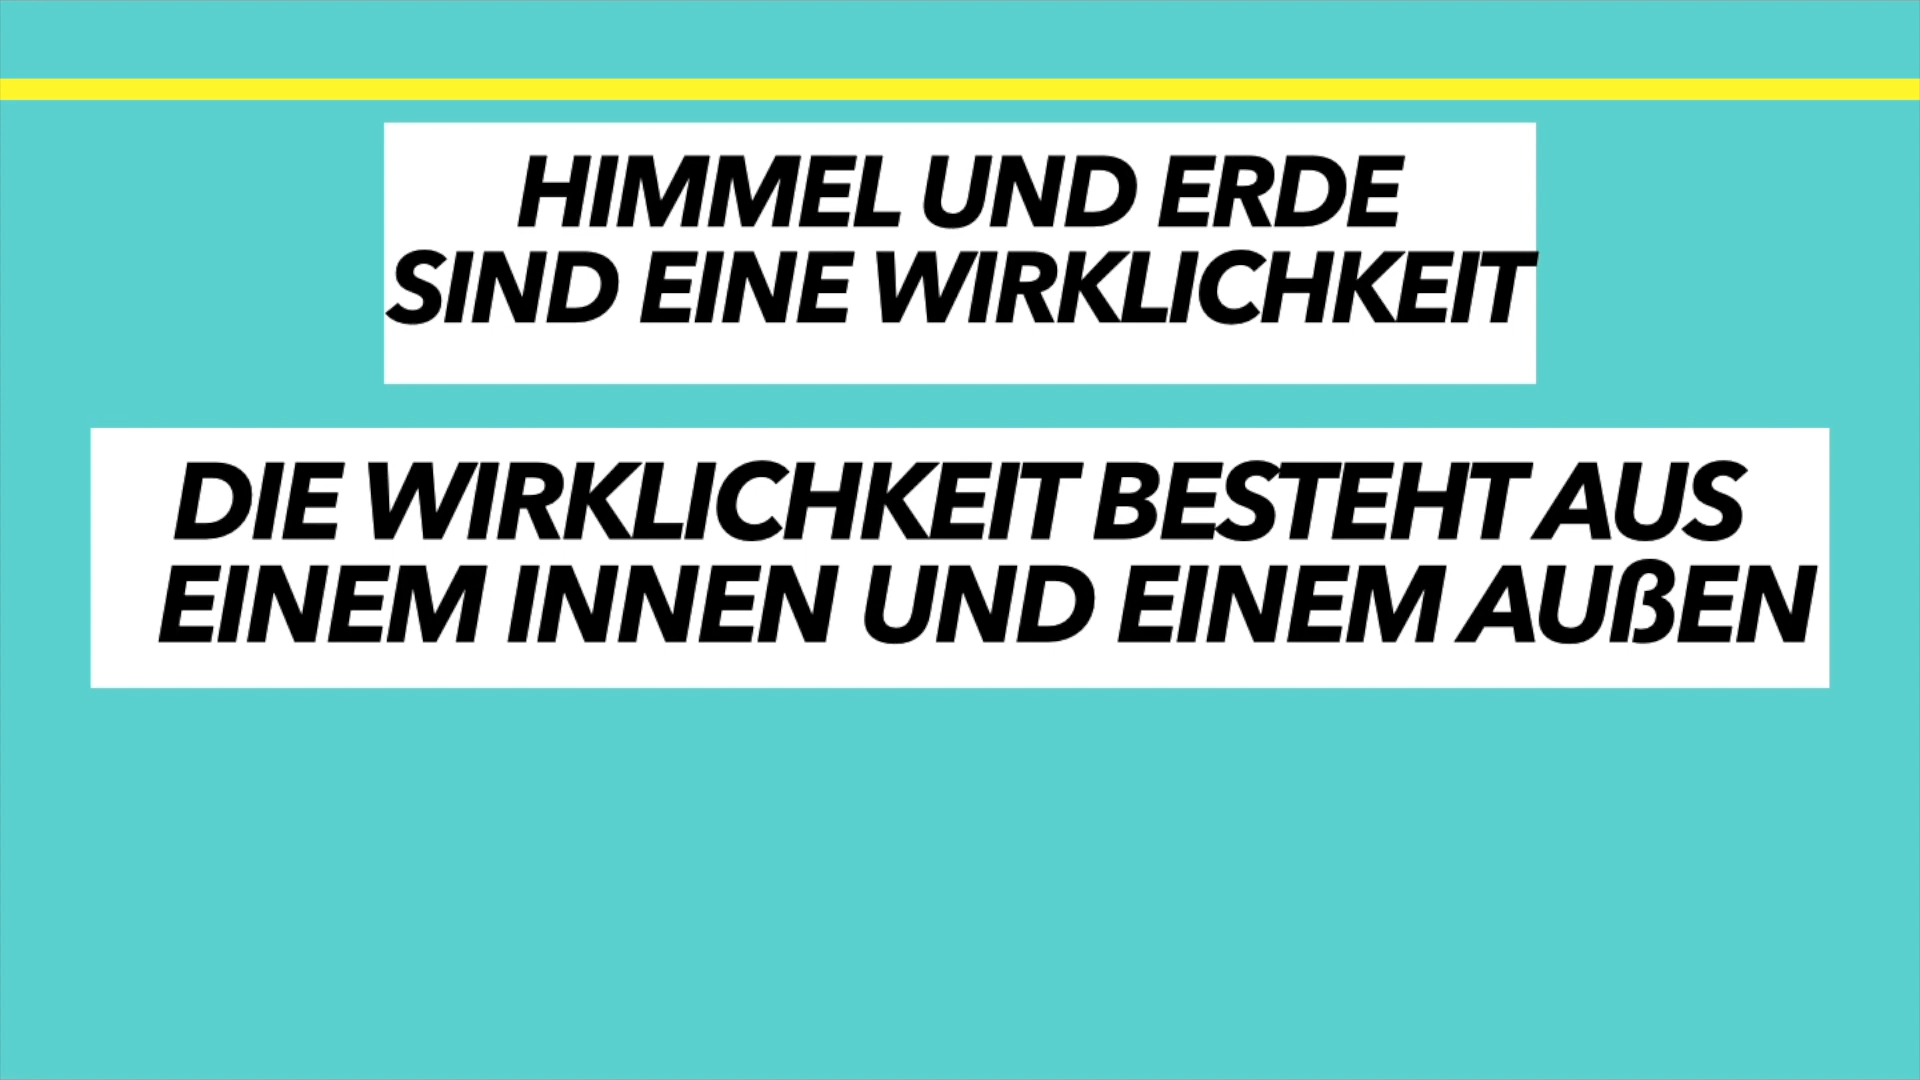 HIMMEL UND ERDE
SIND EINE WIRKLICHKEIT
DIE WIRKLICHKEIT BESTEHT AUS
EINEM INNEN UND EINEM AUßEN